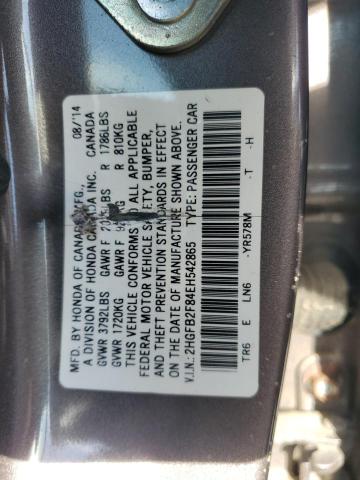 MFD. BY HONDA OF CANADA MFG., 08/14
A DIVISION OF HONDA CANADA INC. CANADA
GVWR 3792LBS GAWR F R 1786LBS
GVWR 1720KG GAWR F R 810KG
THIS VEHICLE CONFORMS TO ALL APPLICABLE
FEDERAL MOTOR VEHICLE SAFETY, BUMPER,
AND THEFT PREVENTION STANDARDS IN EFFECT
ON THE DATE OF MANUFACTURE SHOWN ABOVE.
V.I.N.: 2HGFB2F84EH542865 TYPE: PASSENGER CAR
TR6 E LN6 -YR578M -T -H